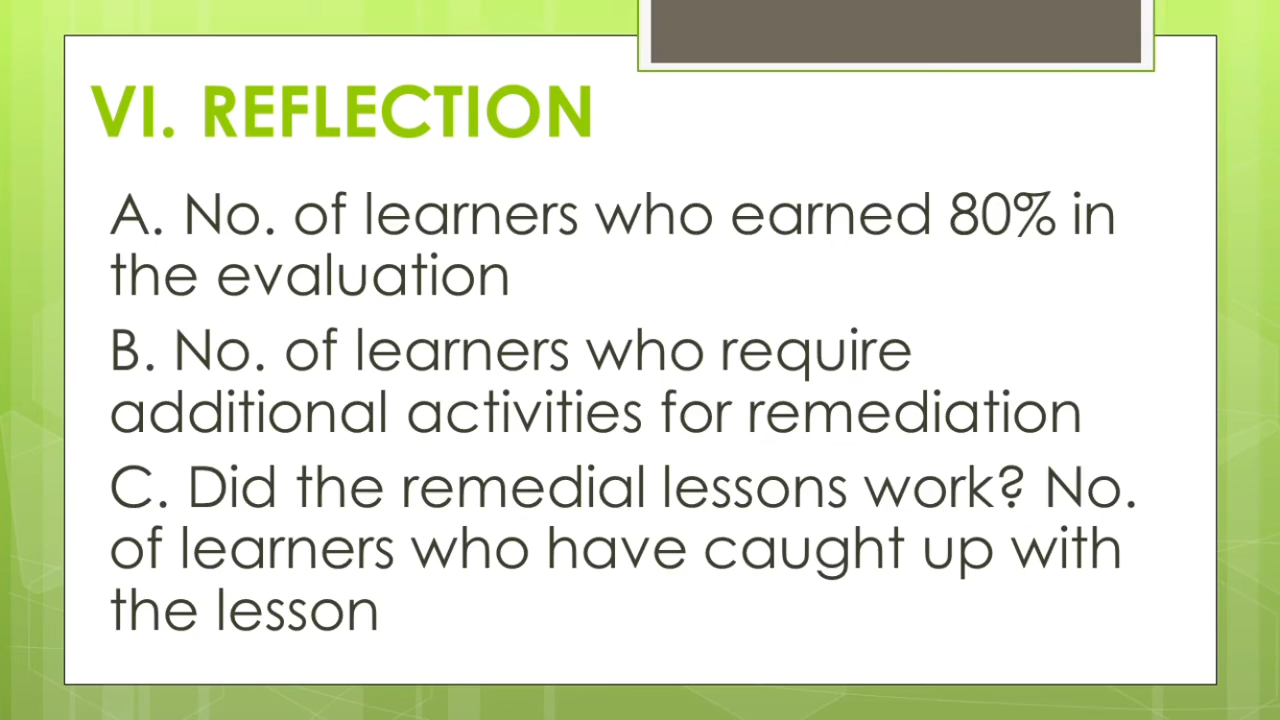 VI. REFLECTION
A. No. of learners who earned 80% in
the evaluation
B. No. of learners who require
additional activities for remediation
C. Did the remedial lessons work? No.
of learners who have caught up with
the lesson